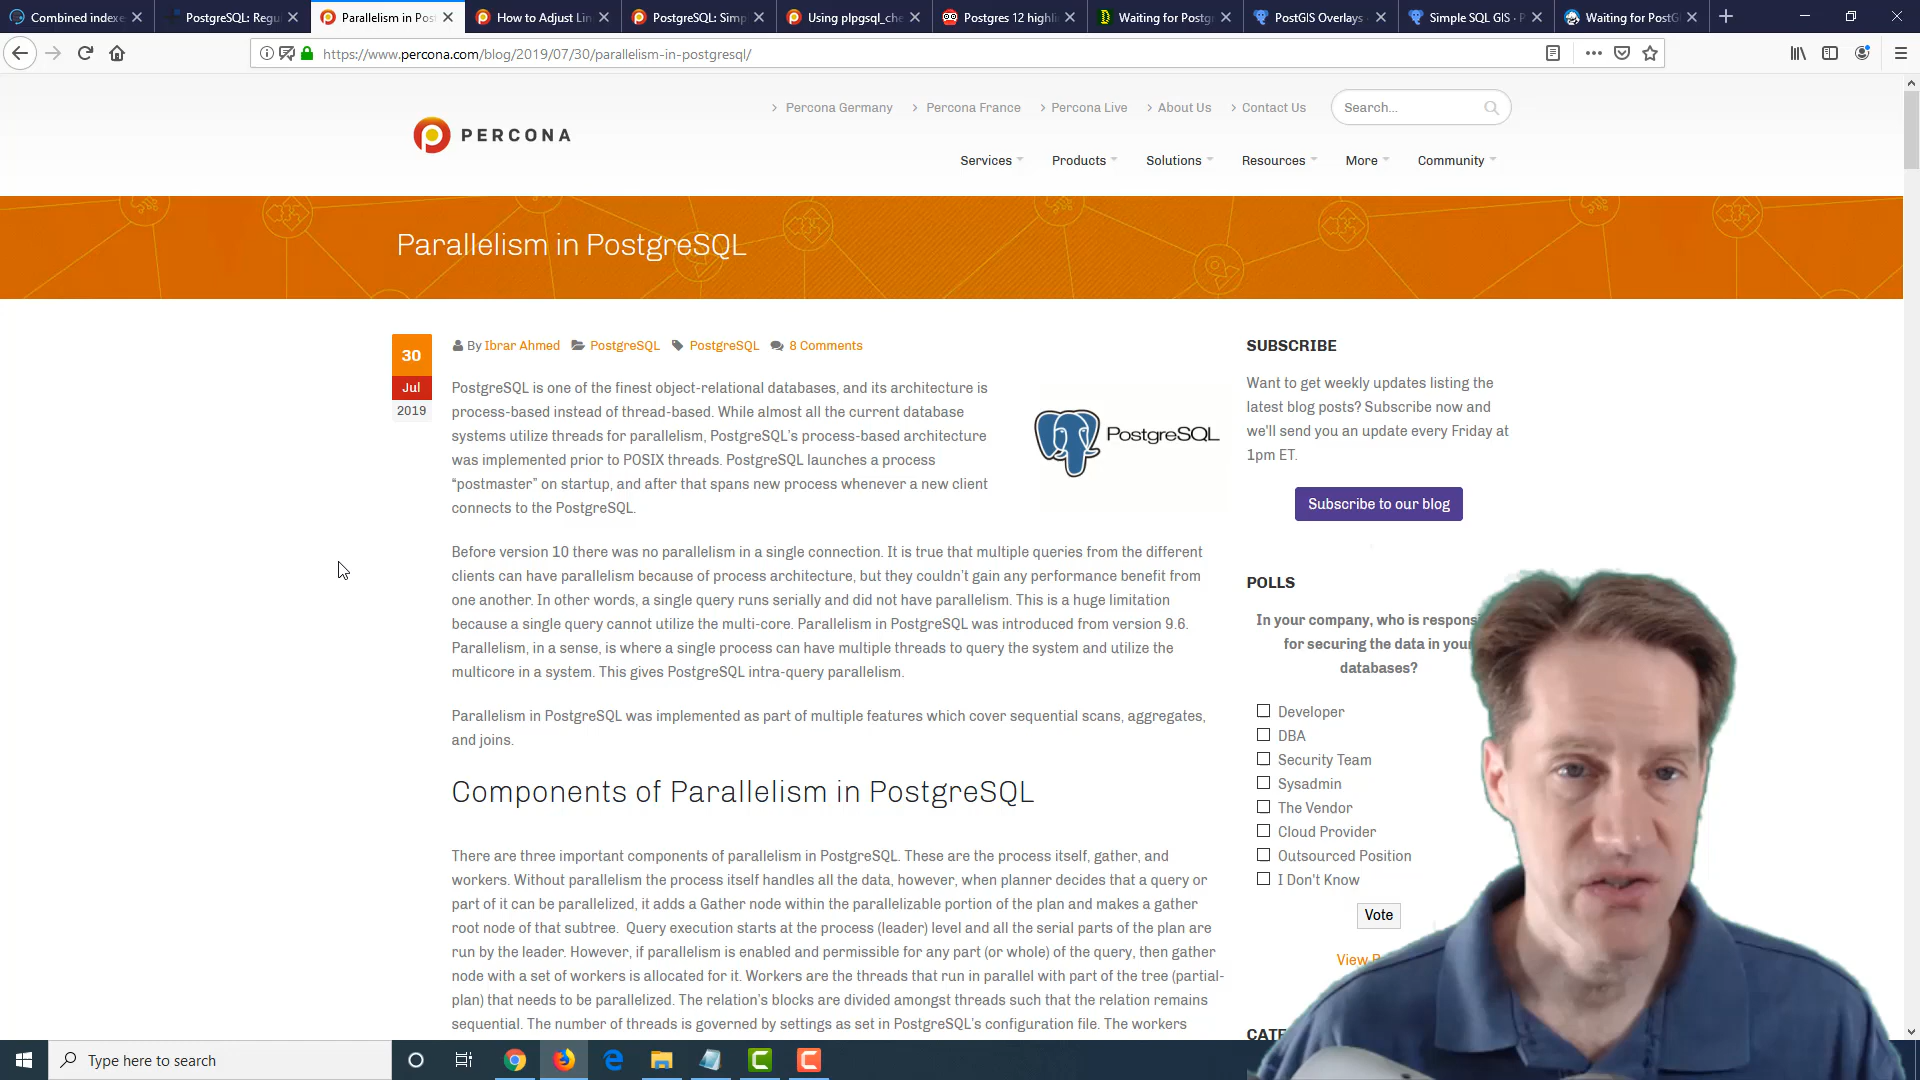 Combined indexe
PostgreSQL: Regu
Parallelism in Pos
How to Adjust Lin
PostgreSQL: Simp
Using plpgsql_che
Postgres 12 highli
Waiting for Postgr
PostGIS Overlays
Simple SQL GIS · P
Waiting for PostG
https://www.percona.com/blog/2019/07/30/parallelism-in-postgresql/
Percona Germany
Percona France
Percona Live
About Us
Contact Us
Search...
PERCONA
Services
Products
Solutions
Resources
More
Community
Parallelism in PostgreSQL
30
Jul
2019
By Ibrar Ahmed PostgreSQL PostgreSQL 8 Comments
PostgreSQL is one of the finest object-relational databases, and its architecture is
process-based instead of thread-based. While almost all the current database
systems utilize threads for parallelism, PostgreSQL's process-based architecture
was implemented prior to POSIX threads. PostgreSQL launches a process
“postmaster” on startup, and after that spans new process whenever a new client
connects to the PostgreSQL.
PostgreSQL
Before version 10 there was no parallelism in a single connection. It is true that multiple queries from the different
clients can have parallelism because of process architecture, but they couldn't gain any performance benefit from
one another. In other words, a single query runs serially and did not have parallelism. This is a huge limitation
because a single query cannot utilize the multi-core. Parallelism in PostgreSQL was introduced from version 9.6.
Parallelism, in a sense, is where a single process can have multiple threads to query the system and utilize the
multicore in a system. This gives PostgreSQL intra-query parallelism.
Parallelism in PostgreSQL was implemented as part of multiple features which cover sequential scans, aggregates,
and joins.
Components of Parallelism in PostgreSQL
There are three important components of parallelism in PostgreSQL. These are the process itself, gather, and
workers. Without parallelism the process itself handles all the data, however, when planner decides that a query or
part of it can be parallelized, it adds a Gather node within the parallelizable portion of the plan and makes a gather
root node of that subtree. Query execution starts at the process (leader) level and all the serial parts of the plan are
run by the leader. However, if parallelism is enabled and permissible for any part (or whole) of the query, then gather
node with a set of workers is allocated for it. Workers are the threads that run in parallel with part of the tree (partial-
plan) that needs to be parallelized. The relation's blocks are divided amongst threads such that the relation remains
sequential. The number of threads is governed by settings as set in PostgreSQL's configuration file. The workers
SUBSCRIBE
Want to get weekly updates listing the
latest blog posts? Subscribe now and
we'll send you an update every Friday at
1pm ET.
Subscribe to our blog
POLLS
In your company, who is respons
for securing the data in your
databases?
Developer
DBA
Security Team
Sysadmin
The Vendor
Cloud Provider
Outsourced Position
I Don't Know
Vote
View
CATE
Type here to search